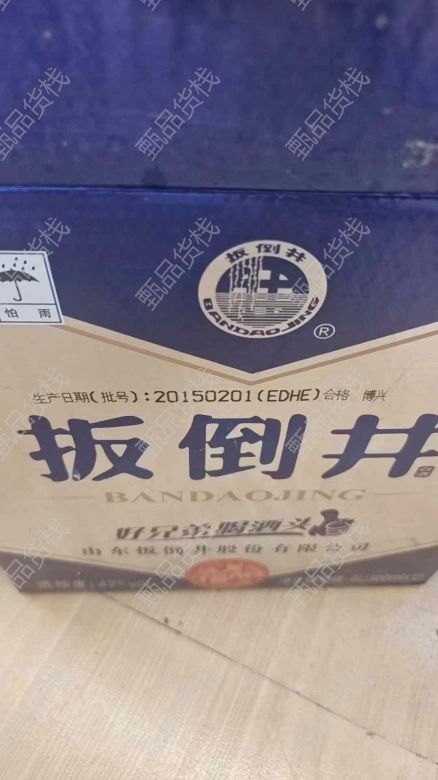 甄品货栈
扳倒井
BANDAOJING
®
怕雨
生产日期(批号):20150201(EDHE)合格 博兴
扳倒井
BANDAOJING
好兄弟喝酒
山东扳倒井股份有限公司